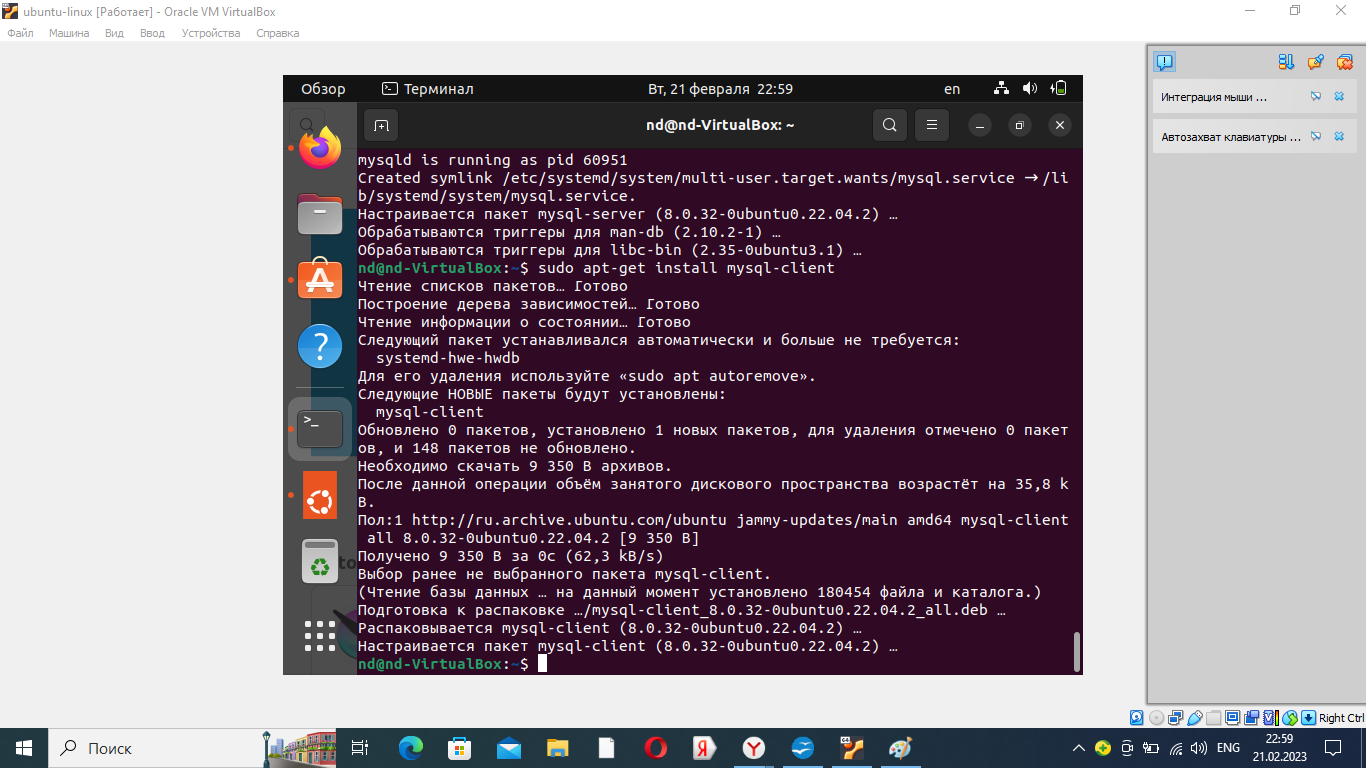 ubuntu-linux [Работает] - Oracle VM VirtualBox
Файл Машина Вид Ввод Устройства Справка
Обзор Терминал Вт, 21 февраля 22:59 en
nd@nd-VirtualBox: ~
mysqld is running as pid 60951
Created symlink /etc/systemd/system/multi-user.target.wants/mysql.service → /li
b/systemd/system/mysql.service.
Настраивается пакет mysql-server (8.0.32-0ubuntu0.22.04.2) …
Обрабатываются триггеры для man-db (2.10.2-1) …
Обрабатываются триггеры для libc-bin (2.35-0ubuntu3.1) …
nd@nd-VirtualBox:~$ sudo apt-get install mysql-client
Чтение списков пакетов… Готово
Построение дерева зависимостей… Готово
Чтение информации о состоянии… Готово
Следующий пакет устанавливался автоматически и больше не требуется:
systemd-hwe-hwdb
Для его удаления используйте «sudo apt autoremove».
Следующие НОВЫЕ пакеты будут установлены:
mysql-client
Обновлено 0 пакетов, установлено 1 новых пакетов, для удаления отмечено 0 пакет
ов, и 148 пакетов не обновлено.
Необходимо скачать 9 350 B архивов.
После данной операции объём занятого дискового пространства возрастёт на 35,8 k
B.
Пол:1 http://ru.archive.ubuntu.com/ubuntu jammy-updates/main amd64 mysql-client
all 8.0.32-0ubuntu0.22.04.2 [9 350 B]
Получено 9 350 B за 0с (62,3 kB/s)
Выбор ранее не выбранного пакета mysql-client.
(Чтение базы данных … на данный момент установлено 180454 файла и каталога.)
Подготовка к распаковке …/mysql-client_8.0.32-0ubuntu0.22.04.2_all.deb …
Распаковывается mysql-client (8.0.32-0ubuntu0.22.04.2) …
Настраивается пакет mysql-client (8.0.32-0ubuntu0.22.04.2) …
nd@nd-VirtualBox:~$
to
Интеграция мыши ...
Автозахват клавиатуры ...
Right Ctrl
Поиск
ENG
22:59
21.02.2023